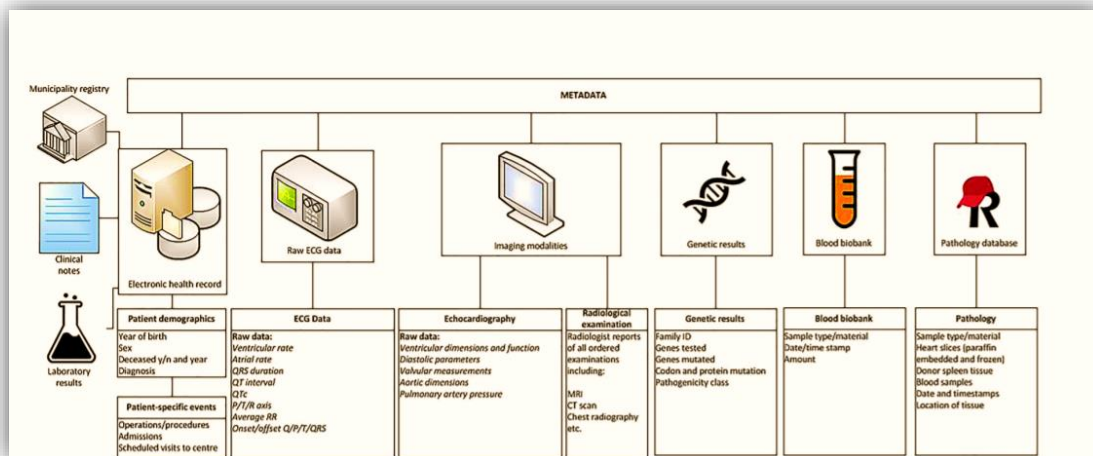 METADATA
Municipality registry
Clinical
notes
Laboratory
results
Electronic health record
Raw ECG data
Imaging modalities
Genetic results
Blood biobank
R
Pathology database
Patient demographics
Year of birth
Sex
Deceased y/n and year
Diagnosis
Patient-specific events
Operations/procedures
Admissions
Scheduled visits to centre
ECG Data
Raw data:
Ventricular rate
Atrial rate
QRS duration
QT interval
QTc
P/T/R axis
Average RR
Onset/offset Q/P/T/QRS
Echocardiography
Raw data:
Ventricular dimensions and function
Diastolic parameters
Valvular measurements
Aortic dimensions
Pulmonary artery pressure
Radiological
examination
Radiologist reports
of all ordered
examinations
including:
MRI
CT scan
Chest radiography
etc.
Genetic results
Family ID
Genes tested
Genes mutated
Codon and protein mutation
Pathogenicity class
Blood biobank
Sample type/material
Date/time stamp
Amount
Pathology
Sample type/material
Heart slices (paraffin
embedded and frozen)
Donor spleen tissue
Blood samples
Date and timestamps
Location of tissue